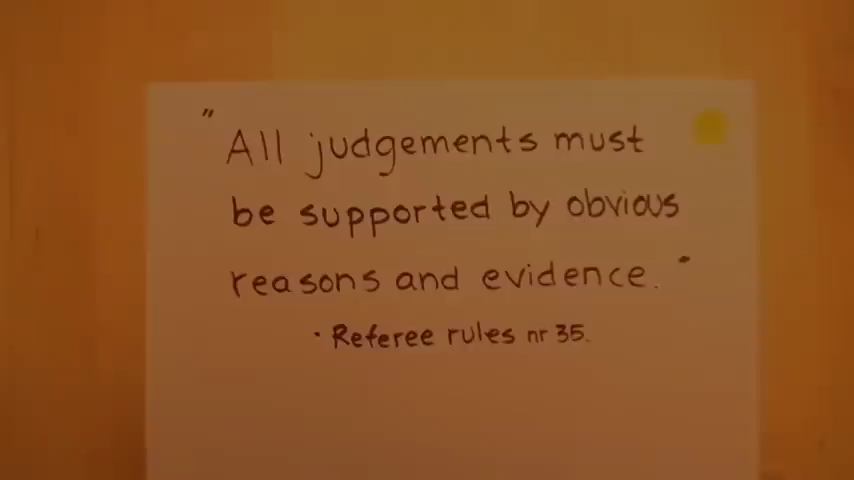 "All judgements must
be supported by obvious
reasons and evidence."
· Referee rules nr 35.